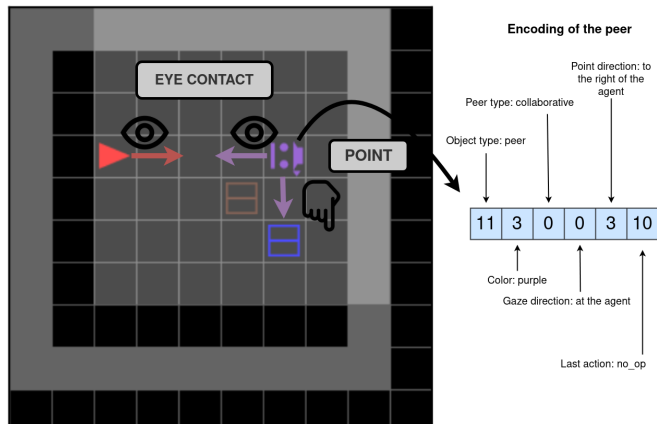 Encoding of the peer
Point direction: to
the right of the
agent
EYE CONTACT
Peer type: collaborative
Object type: peer
POINT
11 3 0 0 3 10
Color: purple
Gaze direction: at the agent
Last action: no_op